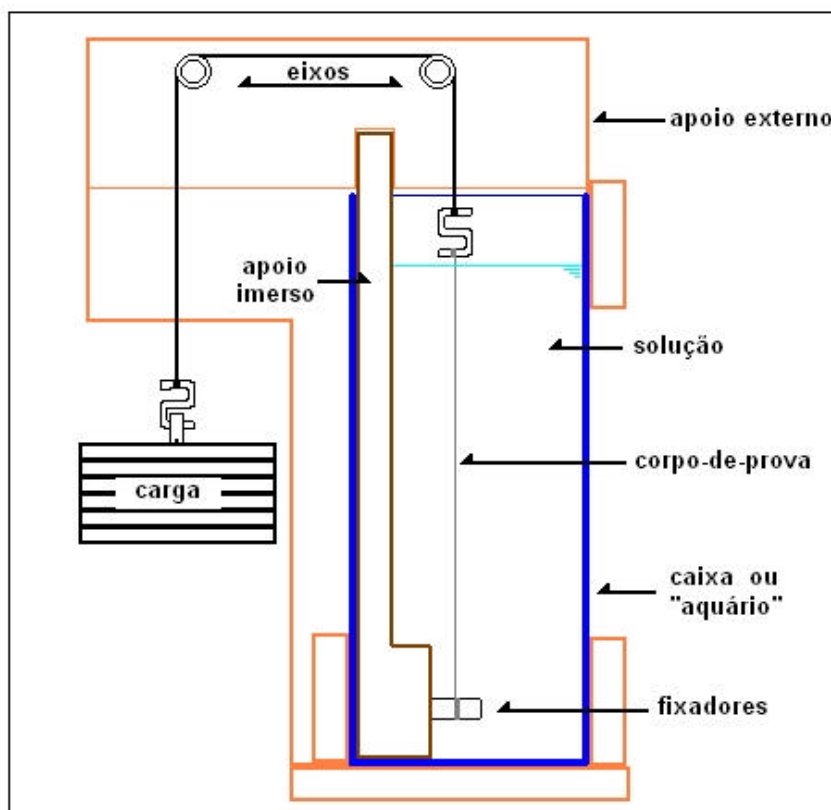 eixos
apoio externo
apoio
imerso
solução
corpo-de-prova
carga
caixa ou
"aquário"
fixadores